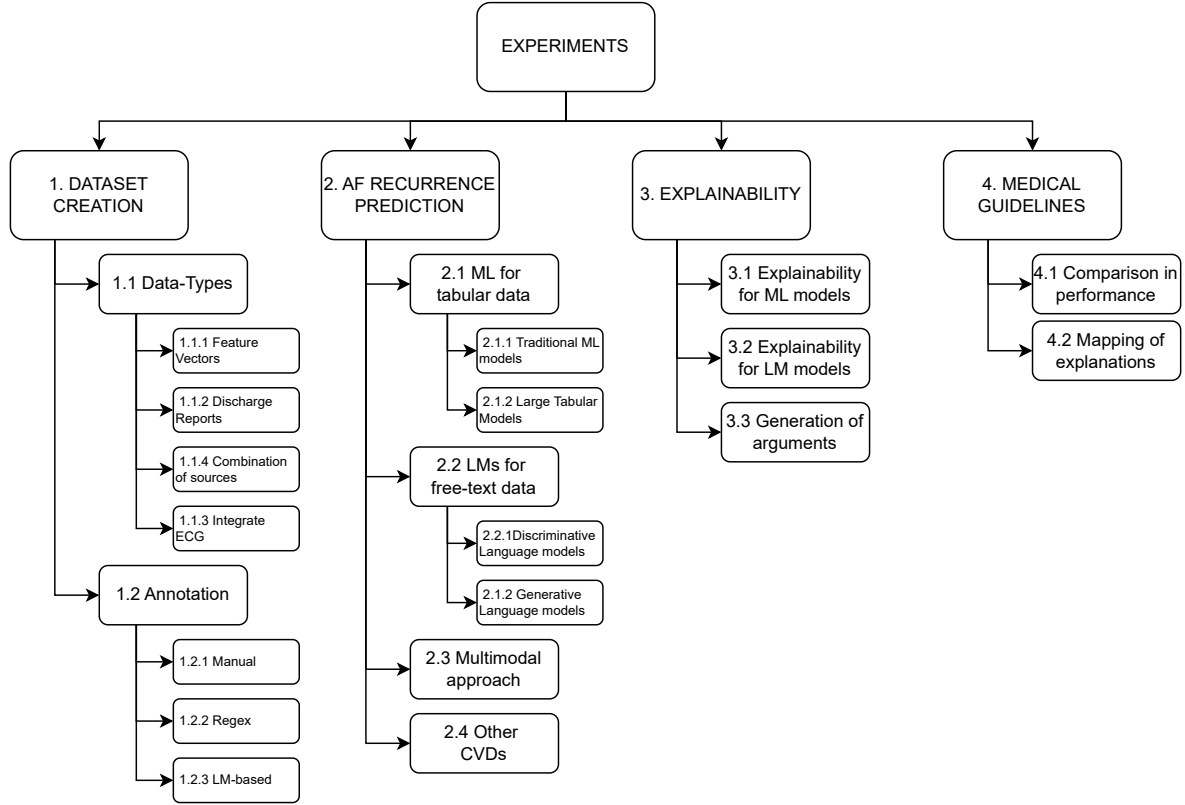 EXPERIMENTS
1. DATASET
CREATION
1.1 Data-Types
1.1.1 Feature
Vectors
1.1.2 Discharge
Reports
1.1.4 Combination
of sources
1.1.3 Integrate
ECG
1.2 Annotation
1.2.1 Manual
1.2.2 Regex
1.2.3 LM-based
2. AF RECURRENCE
PREDICTION
2.1 ML for
tabular data
2.1.1 Traditional ML
models
2.1.2 Large Tabular
Models
2.2 LMs for
free-text data
2.2.1Discriminative
Language models
2.1.2 Generative
Language models
2.3 Multimodal
approach
2.4 Other
CVDs
3. EXPLAINABILITY
3.1 Explainability
for ML models
3.2 Explainability
for LM models
3.3 Generation of
arguments
4. MEDICAL
GUIDELINES
4.1 Comparison in
performance
4.2 Mapping of
explanations